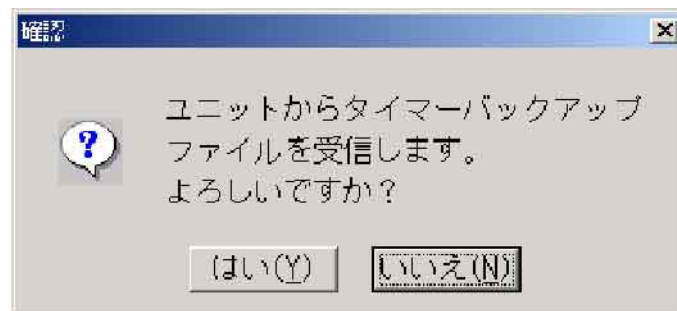 確認
ユニットからタイマーバックアップ
ファイルを受信します。
よろしいですか？
はい(Y) いいえ(N)